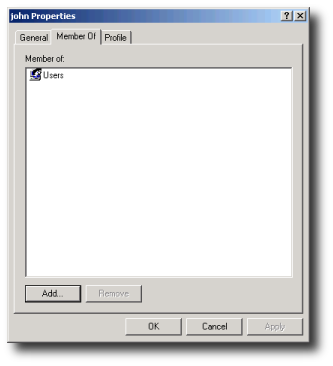 john Properties
General Member Of Profile
Member of:
Users
Add... Remove
OK Cancel Apply